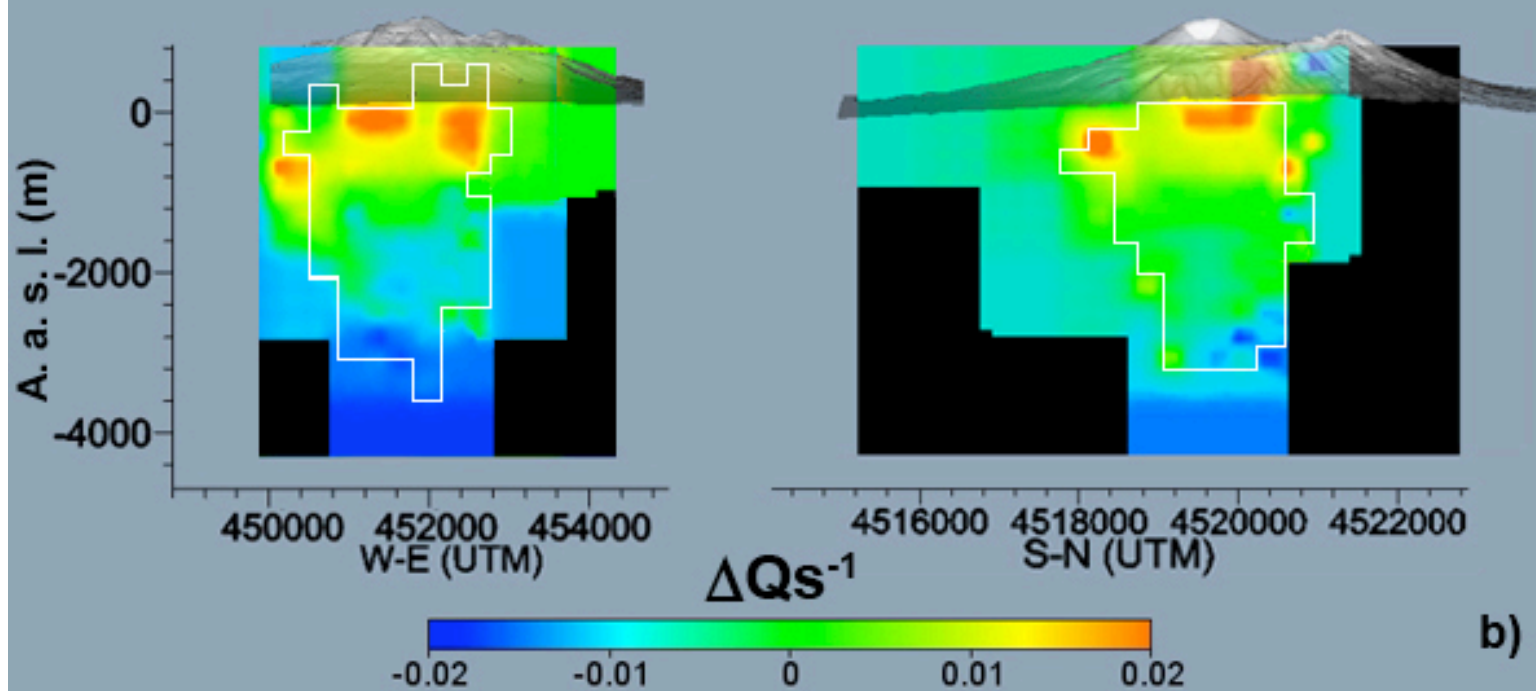 A. a. s. l. (m)
0
-2000
-4000
450000 452000 454000
W-E (UTM)
4516000 4518000 4520000 4522000
S-N (UTM)
ΔQs⁻¹
-0.02 -0.01 0 0.01 0.02
b)